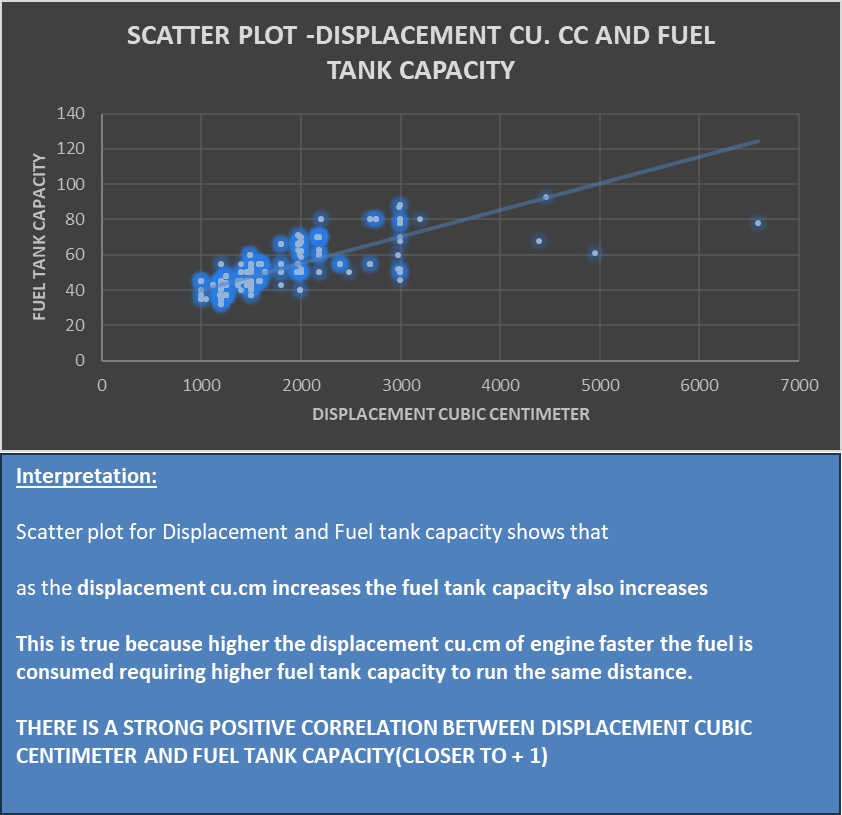 SCATTER PLOT -DISPLACEMENT CU. CC AND FUEL
TANK CAPACITY
FUEL TANK CAPACITY
140
120
100
80
60
40
20
0
0 1000 2000 3000 4000 5000 6000 7000
DISPLACEMENT CUBIC CENTIMETER
Interpretation:
Scatter plot for Displacement and Fuel tank capacity shows that
as the displacement cu.cm increases the fuel tank capacity also increases
This is true because higher the displacement cu.cm of engine faster the fuel is
consumed requiring higher fuel tank capacity to run the same distance.
THERE IS A STRONG POSITIVE CORRELATION BETWEEN DISPLACEMENT CUBIC
CENTIMETER AND FUEL TANK CAPACITY(CLOSER TO + 1)